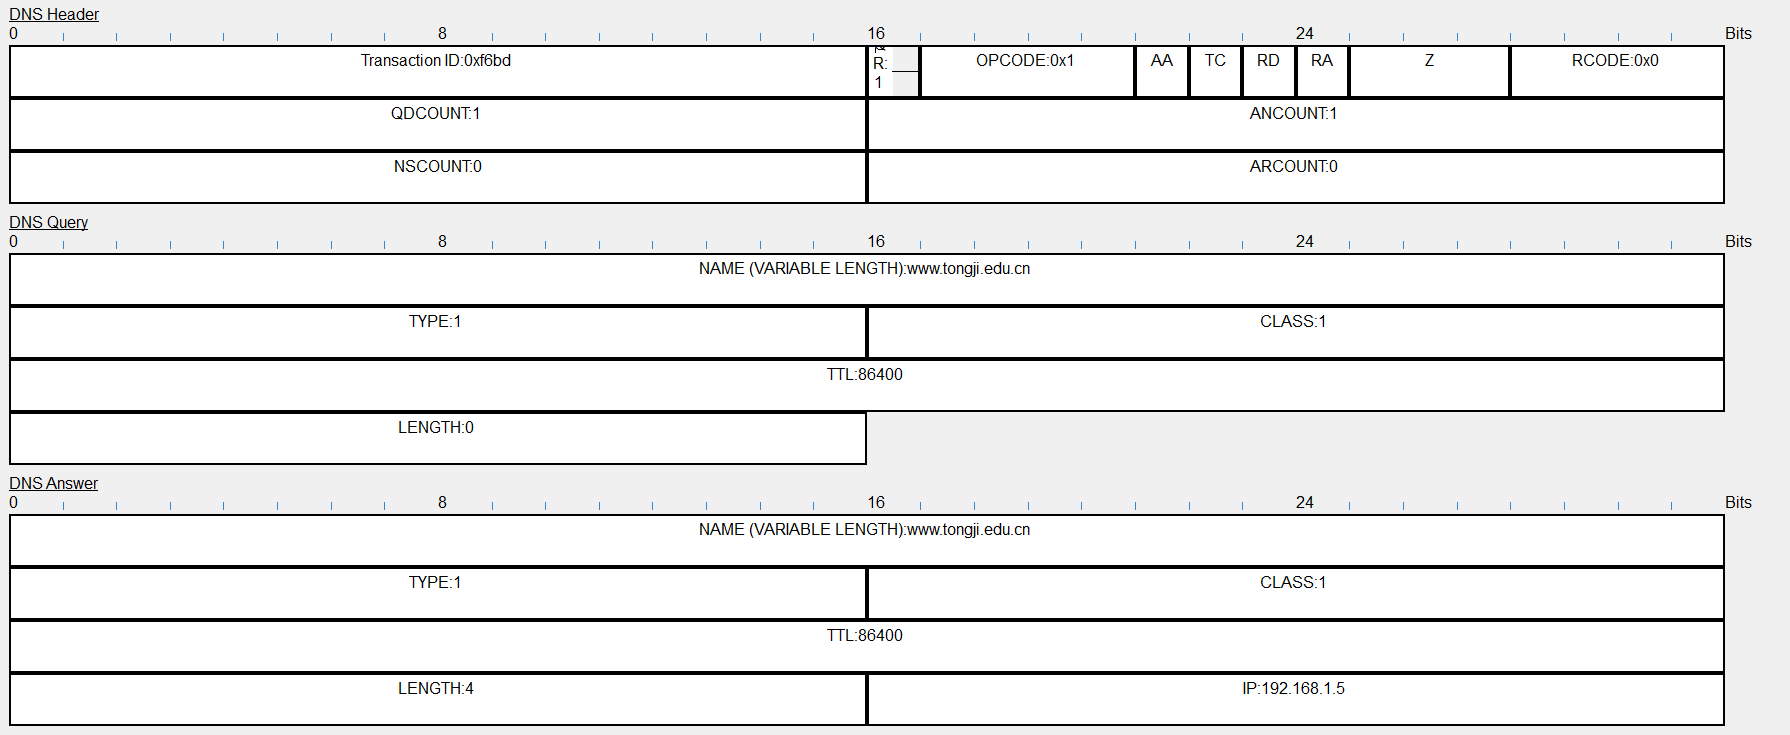 DNS Header
0 8 16 24 Bits
Transaction ID:0xf6bd R: 1 OPCODE:0x1 AA TC RD RA Z RCODE:0x0
QDCOUNT:1 ANCOUNT:1
NSCOUNT:0 ARCOUNT:0
DNS Query
0 8 16 24 Bits
NAME (VARIABLE LENGTH):www.tongji.edu.cn
TYPE:1 CLASS:1
TTL:86400
LENGTH:0
DNS Answer
0 8 16 24 Bits
NAME (VARIABLE LENGTH):www.tongji.edu.cn
TYPE:1 CLASS:1
TTL:86400
LENGTH:4 IP:192.168.1.5